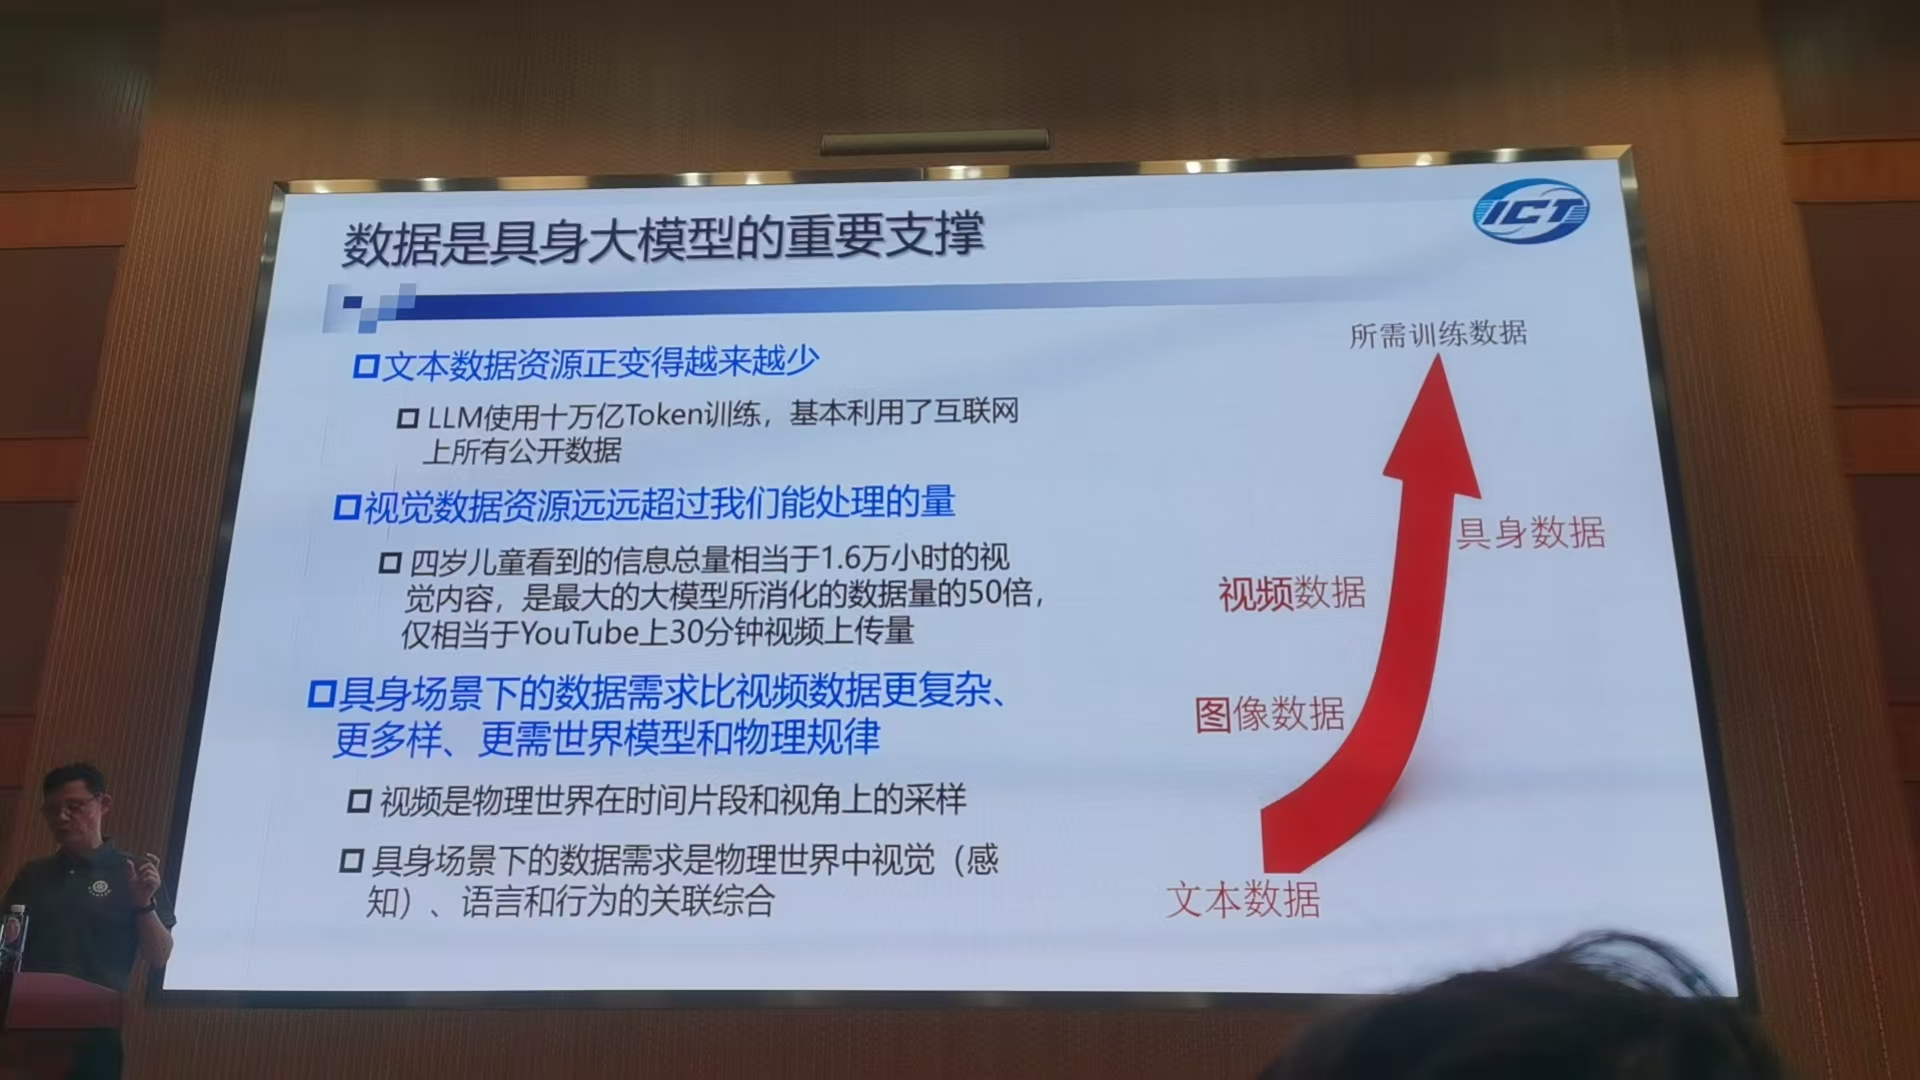 数据是具身大模型的重要支撑
ICT
文本数据资源正变得越来越少
LLM使用十万亿Token训练，基本利用了互联网
上所有公开数据
视觉数据资源远远超过我们能处理的量
四岁儿童看到的信息总量相当于1.6万小时的视
觉内容，是最大的大模型所消化的数据量的50倍，
仅相当于YouTube上30分钟视频上传量
具身场景下的数据需求比视频数据更复杂、
更多样、更需世界模型和物理规律
视频是物理世界在时间片段和视角上的采样
具身场景下的数据需求是物理世界中视觉（感
知）、语言和行为的关联综合
所需训练数据
具身数据
视频数据
图像数据
文本数据